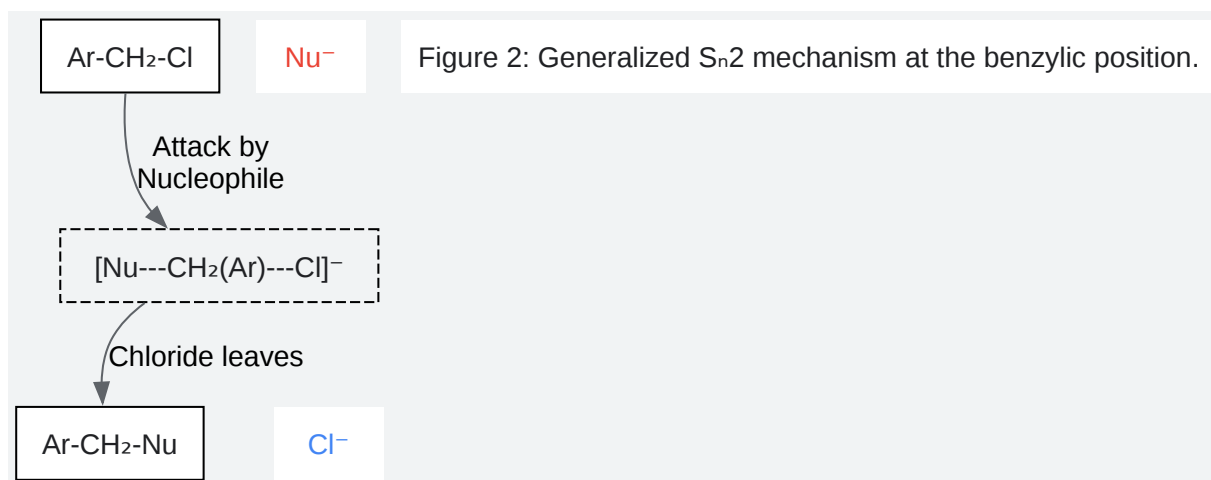 Ar-CH₂-Cl
Nu⁻
Figure 2: Generalized Sₙ2 mechanism at the benzylic position.
Attack by
Nucleophile
[Nu---CH₂(Ar)---Cl]⁻
Chloride leaves
Ar-CH₂-Nu
Cl⁻